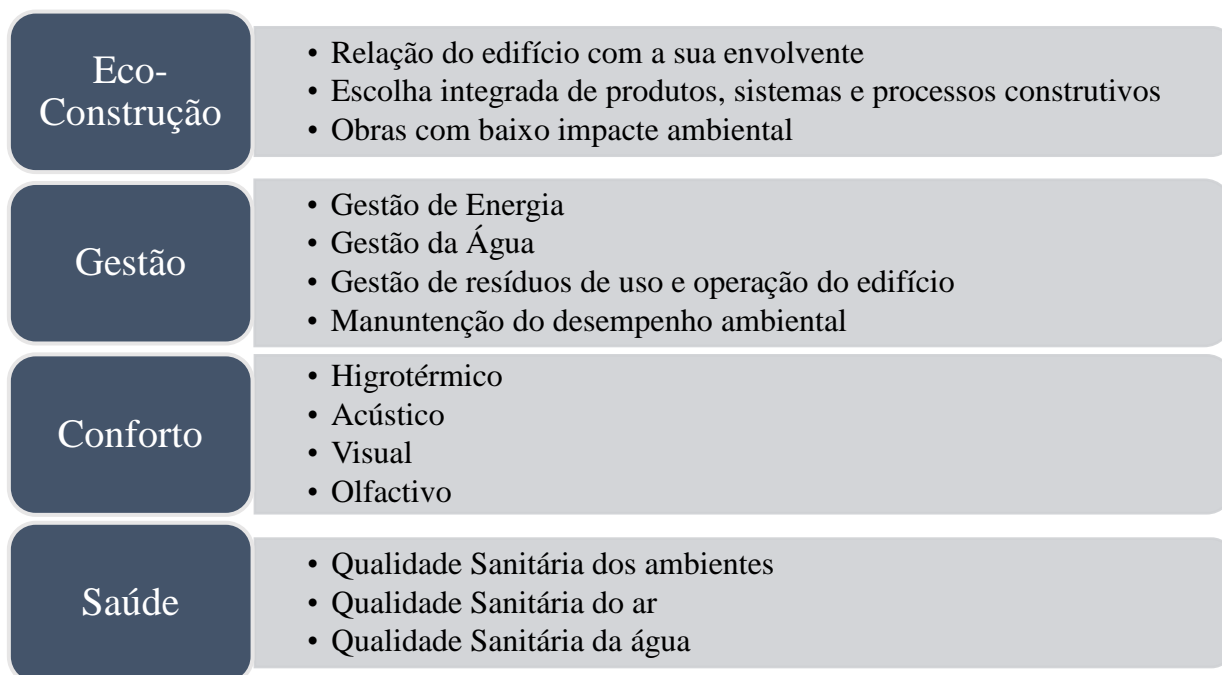 Eco-
Construção
• Relação do edifício com a sua envolvente
• Escolha integrada de produtos, sistemas e processos construtivos
• Obras com baixo impacte ambiental
Gestão
• Gestão de Energia
• Gestão da Água
• Gestão de resíduos de uso e operação do edifício
• Manuntenção do desempenho ambiental
Conforto
• Higrotérmico
• Acústico
• Visual
• Olfactivo
Saúde
• Qualidade Sanitária dos ambientes
• Qualidade Sanitária do ar
• Qualidade Sanitária da água